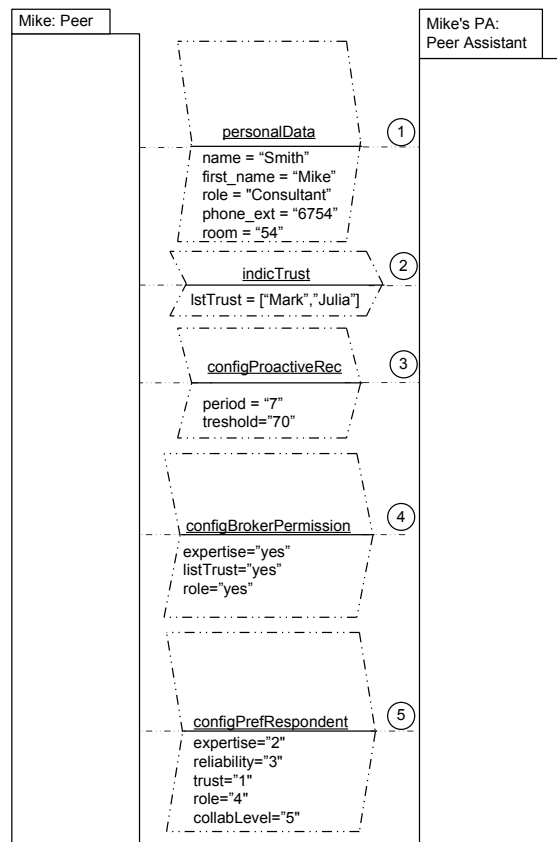 Mike: Peer
Mike's PA:
Peer Assistant
personalData
1
name = “Smith”
first_name = “Mike”
role = "Consultant”
phone_ext = “6754”
room = “54”
indicTrust
2
lstTrust = [“Mark”,”Julia”]
configProactiveRec
3
period = “7”
treshold=”70”
configBrokerPermission
4
expertise=”yes”
listTrust=”yes”
role=”yes”
configPrefRespondent
5
expertise=”2"
reliability=”3"
trust=”1"
role=”4"
collabLevel=”5"